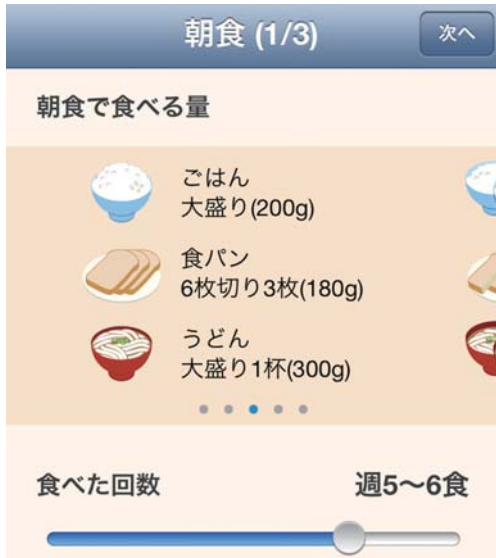 朝食 (1/3)
次へ
朝食で食べる量
ごはん
大盛り(200g)
食パン
6枚切り3枚(180g)
うどん
大盛り1杯(300g)
食べた回数
週5〜6食